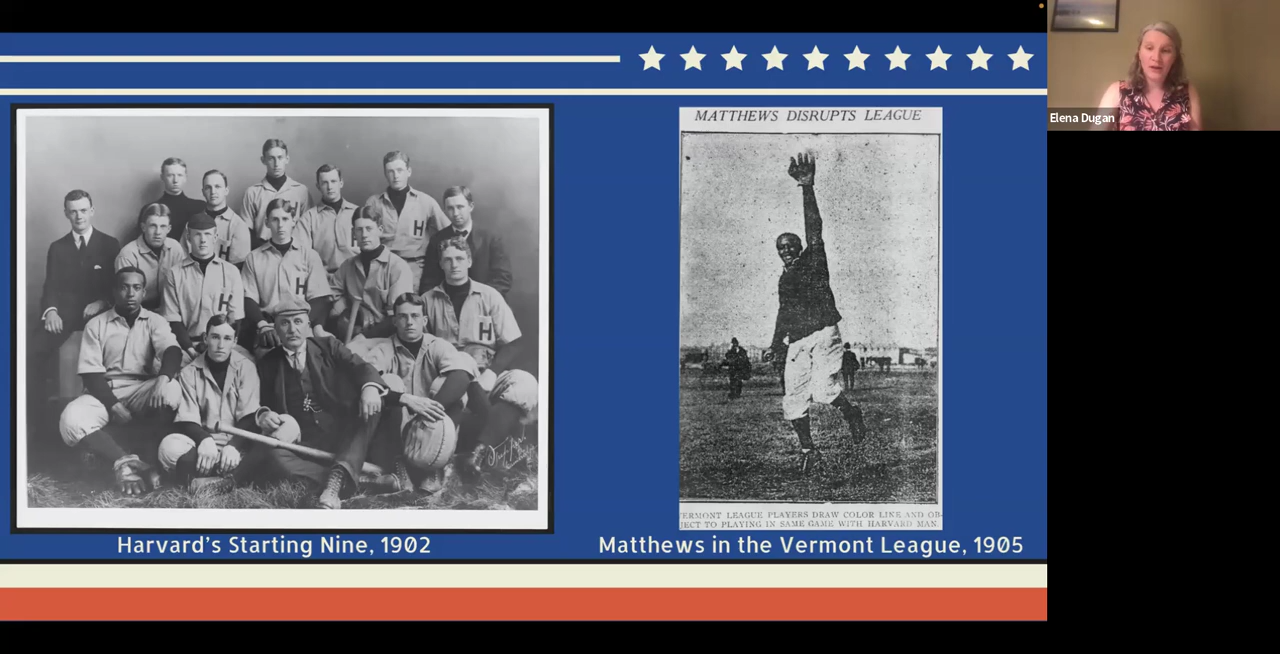 MATTHEWS DISRUPTS LEAGUE
Elena Dugan
H
H
H
H
H
VERMONT LEAGUE PLAYERS DRAW COLOR LINE AND OB-
JECT TO PLAYING IN SAME GAME WITH HARVARD MAN.
Harvard's Starting Nine, 1902
Matthews in the Vermont League, 1905